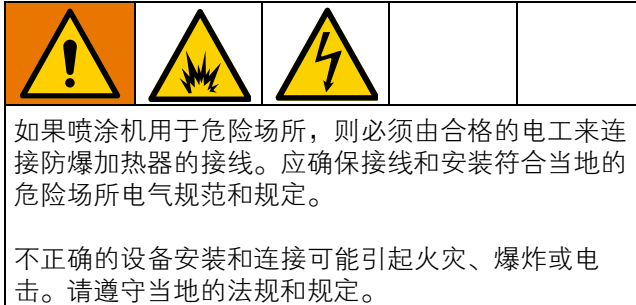 如果喷涂机用于危险场所，则必须由合格的电工来连
接防爆加热器的接线。应确保接线和安装符合当地的
危险场所电气规范和规定。
不正确的设备安装和连接可能引起火灾、爆炸或电
击。请遵守当地的法规和规定。